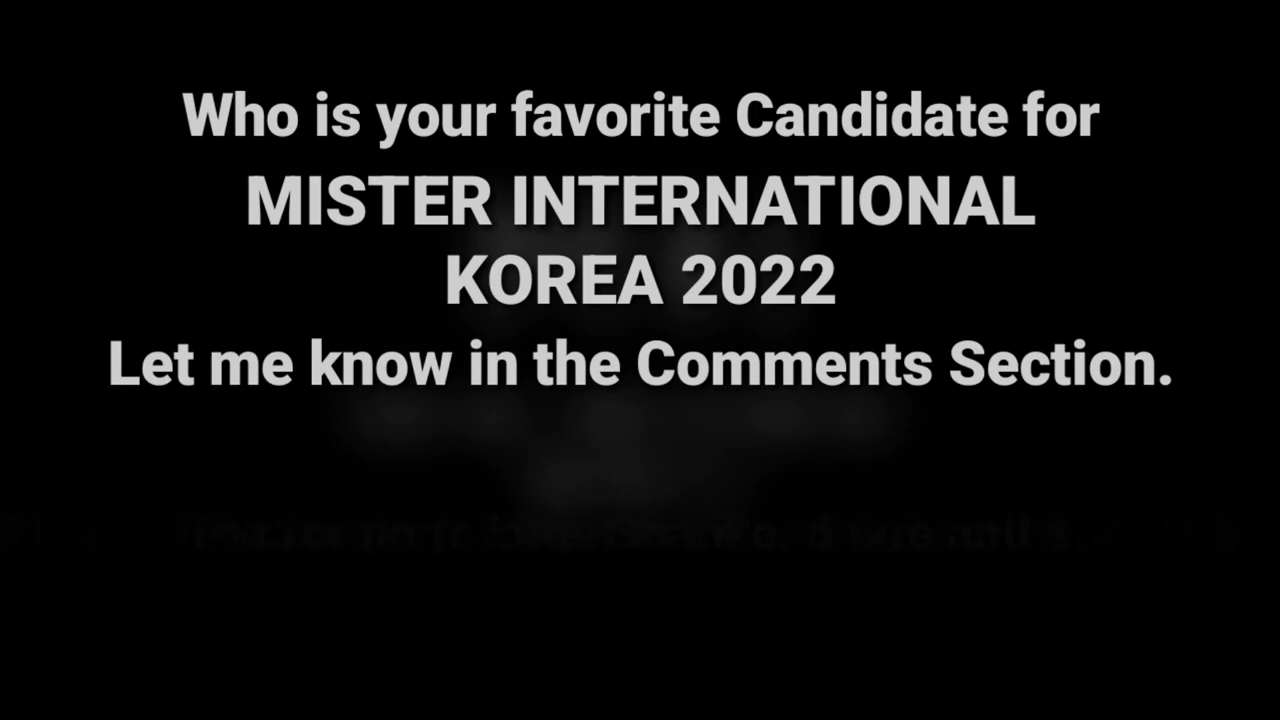 Who is your favorite Candidate for
MISTER INTERNATIONAL
KOREA 2022
Let me know in the Comments Section.